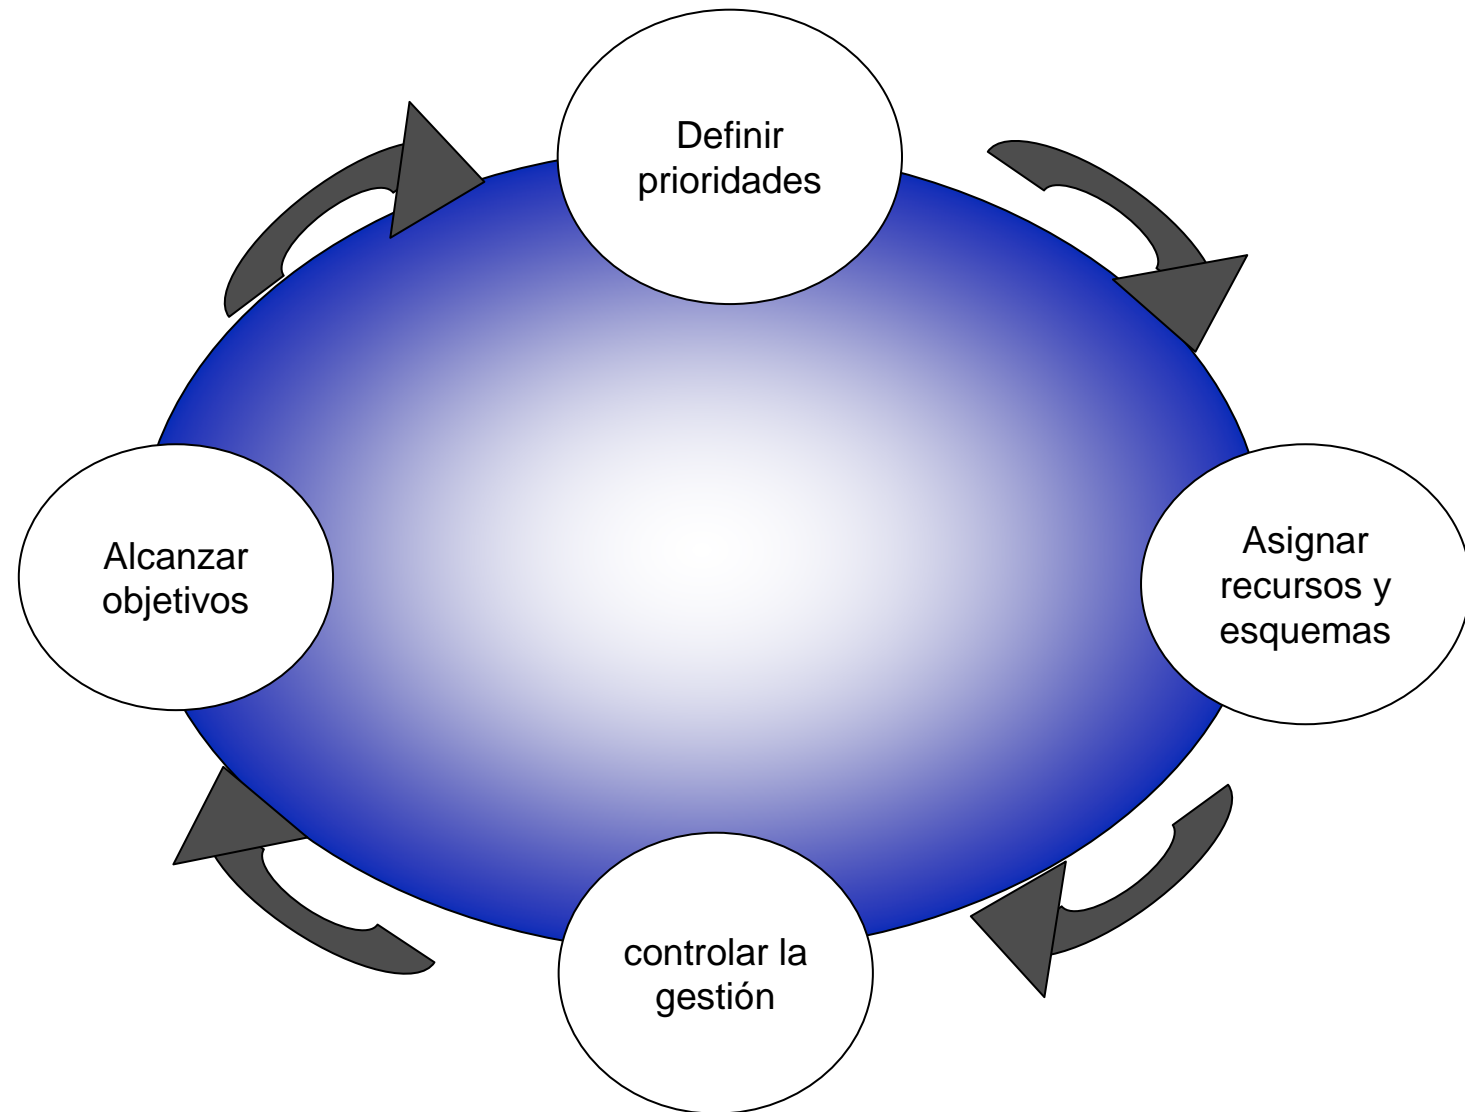 Definir
prioridades
Asignar
recursos y
esquemas
controlar la
gestión
Alcanzar
objetivos